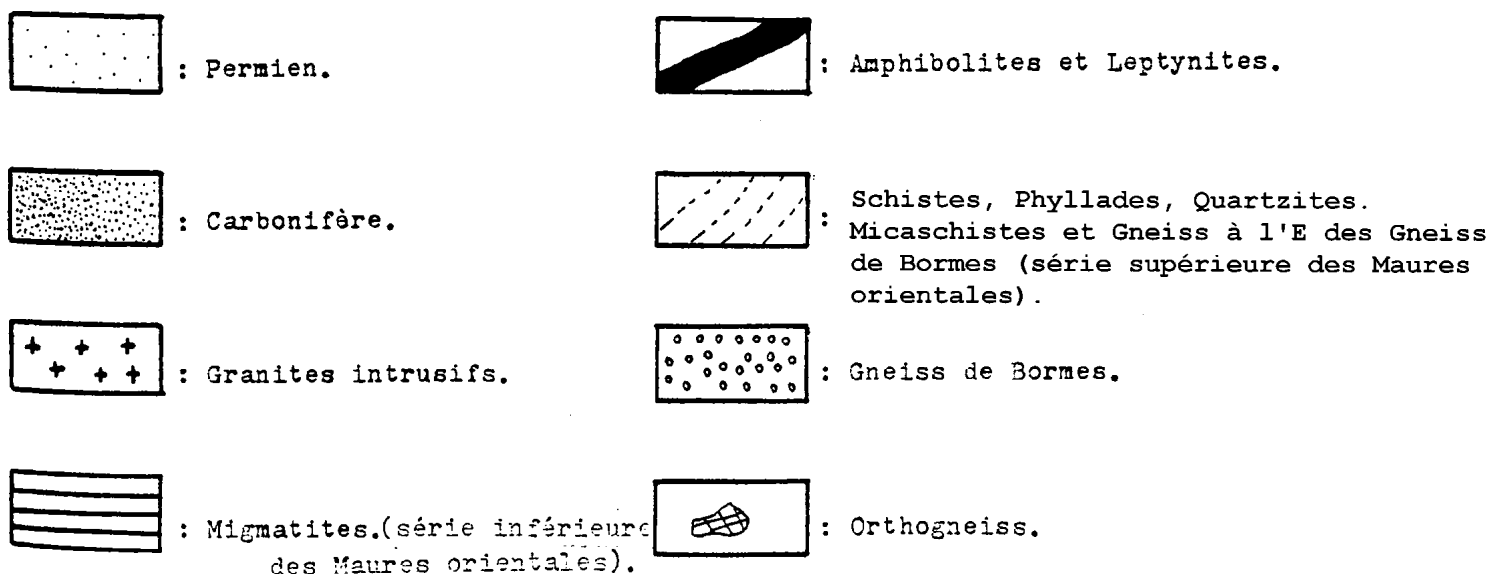 : Permien.
: Carbonifère.
: Granites intrusifs.
: Migmatites.(série inférieure
des Maures orientales).
: Amphibolites et Leptynites.
: Schistes, Phyllades, Quartzites.
Micaschistes et Gneiss à l'E des Gneiss
de Bormes (série supérieure des Maures
orientales).
: Gneiss de Bormes.
: Orthogneiss.